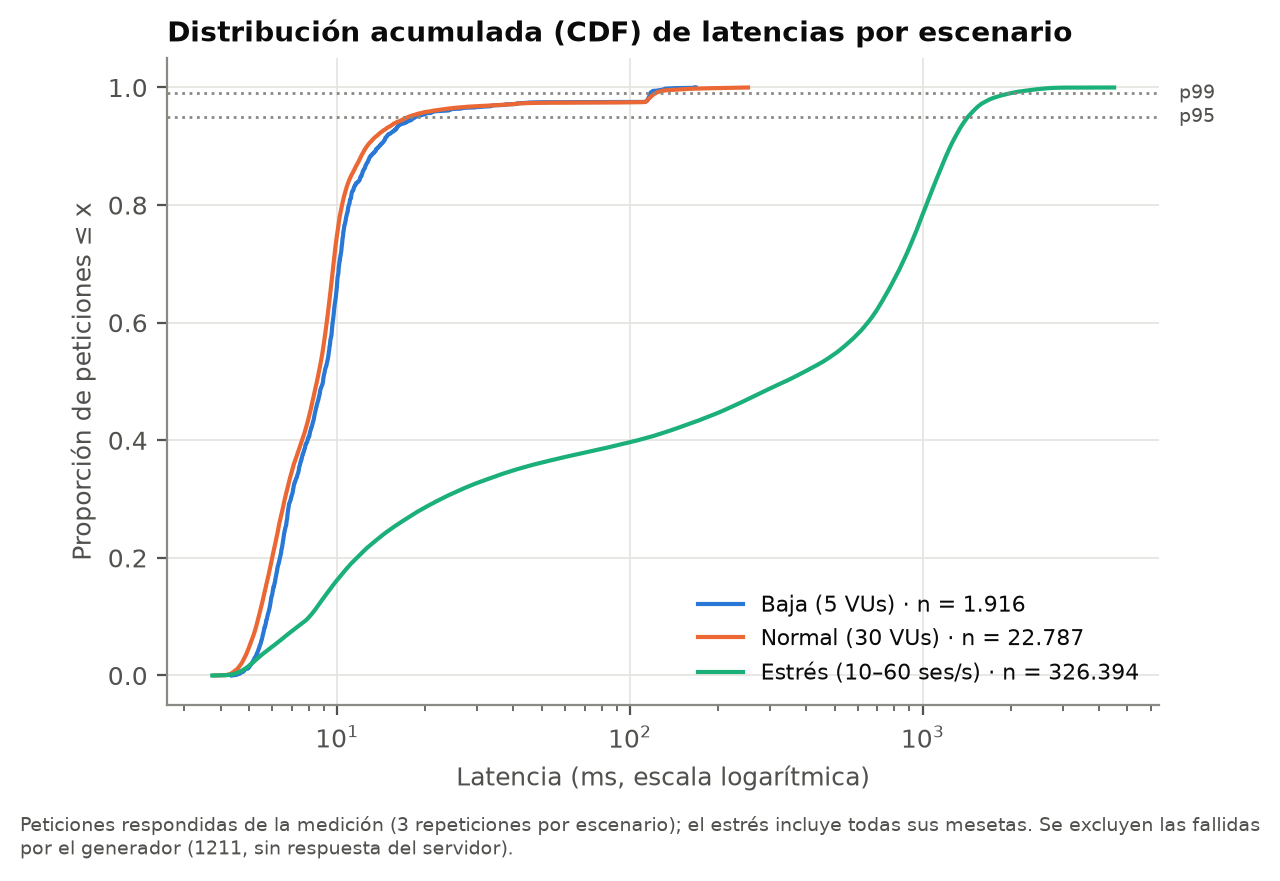 Distribución acumulada (CDF) de latencias por escenario
1.0
0.8
0.6
0.4
0.2
0.0
Proporción de peticiones ≤ x
p99
p95
Baja (5 VUs) · n = 1.916
Normal (30 VUs) · n = 22.787
Estrés (10–60 ses/s) · n = 326.394
10¹
10²
10³
Latencia (ms, escala logarítmica)
Peticiones respondidas de la medición (3 repeticiones por escenario); el estrés incluye todas sus mesetas. Se excluyen las fallidas
por el generador (1211, sin respuesta del servidor).